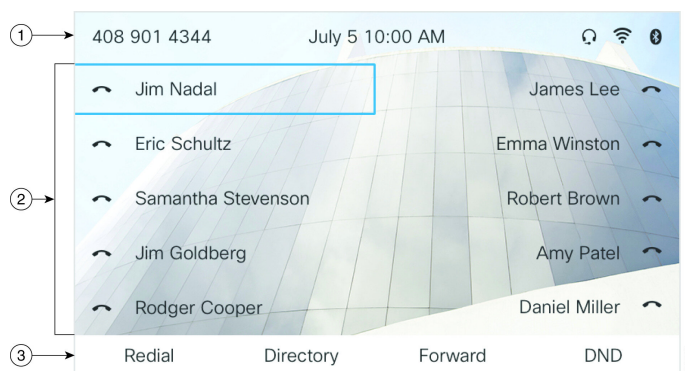 1 408 901 4344 July 5 10:00 AM
Jim Nadal James Lee
Eric Schultz Emma Winston
2 Samantha Stevenson Robert Brown
Jim Goldberg Amy Patel
Rodger Cooper Daniel Miller
3 Redial Directory Forward DND